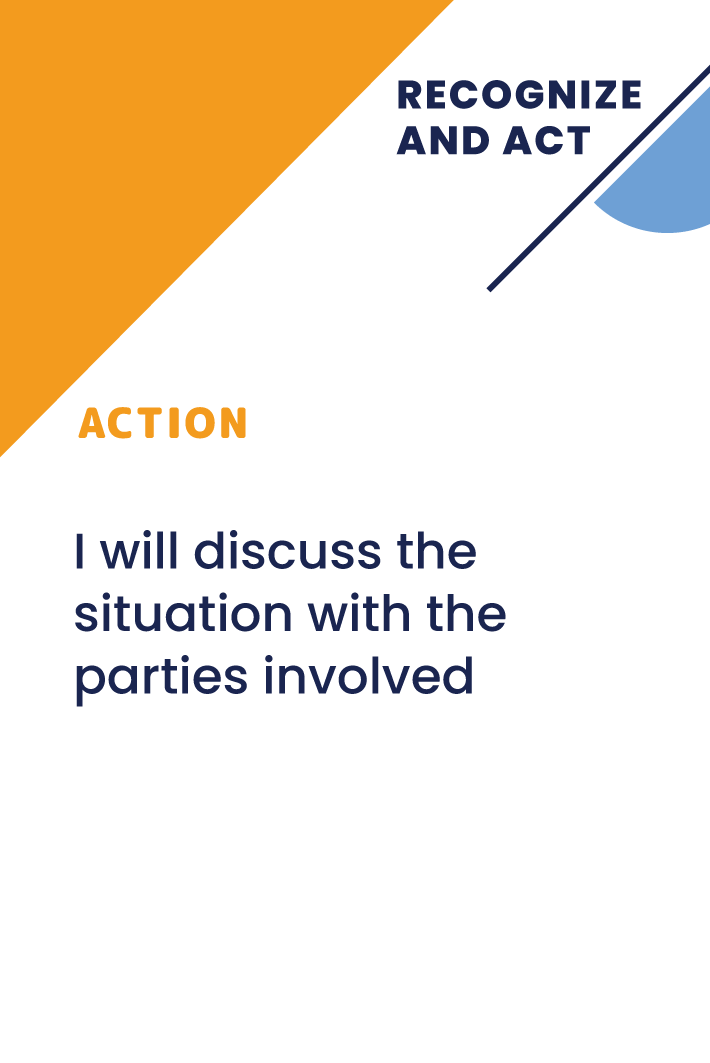 RECOGNIZE
AND ACT
ACTION
I will discuss the
situation with the
parties involved